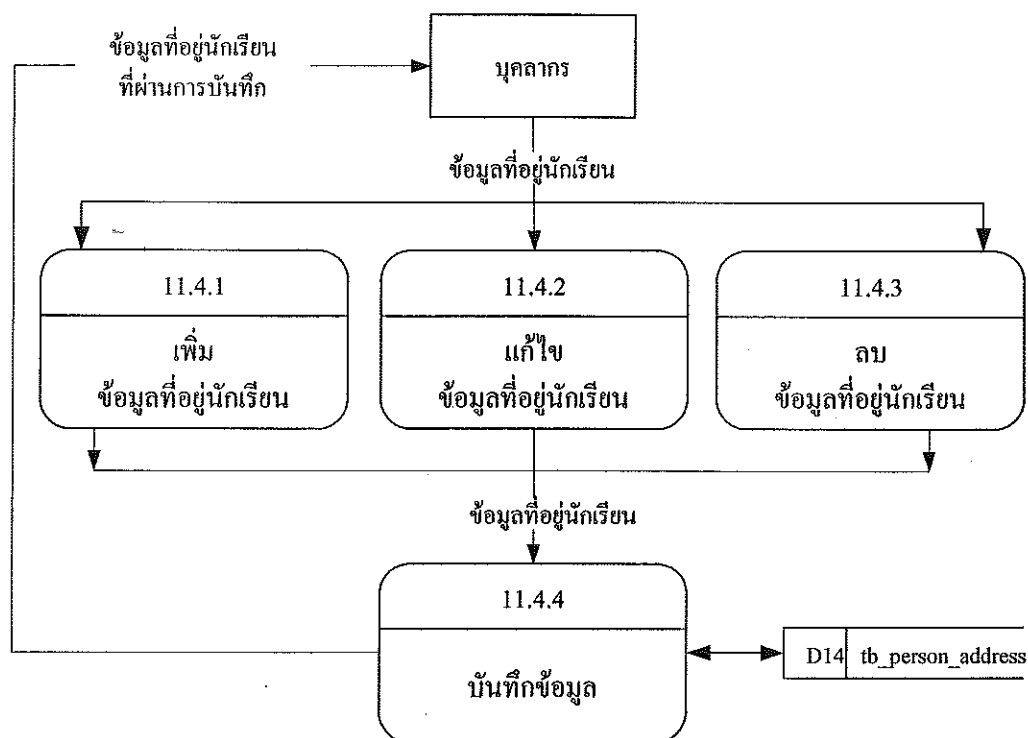 ข้อมูลที่อยู่นักเรียน
ที่ผ่านการบันทึก
บุคลากร
ข้อมูลที่อยู่นักเรียน
11.4.1
เพิ่ม
ข้อมูลที่อยู่นักเรียน
11.4.2
แก้ไข
ข้อมูลที่อยู่นักเรียน
11.4.3
ลบ
ข้อมูลที่อยู่นักเรียน
ข้อมูลที่อยู่นักเรียน
11.4.4
บันทึกข้อมูล
D14 tb_person_address